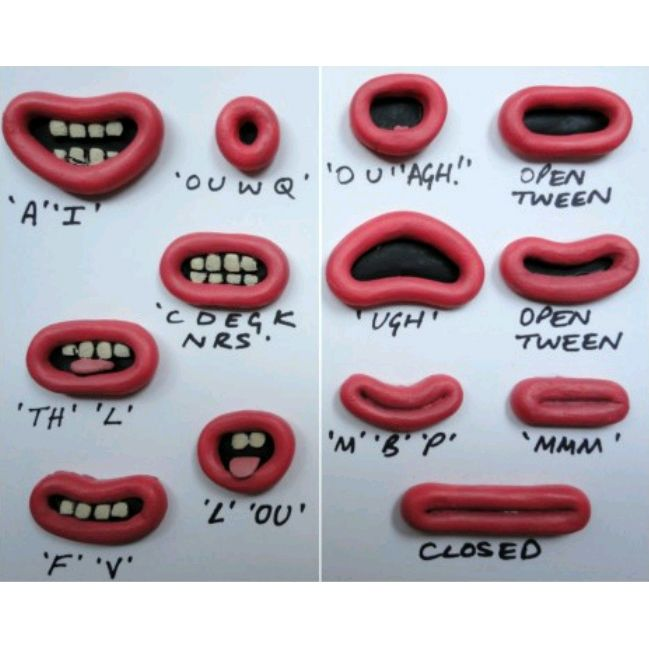 'A' 'I'
'O U W Q'
'C D E G K
N R S'.
'TH' 'L'
'L' 'OU'
'F' 'V'
'O U' 'AGH!'
OPEN
TWEEN
'UGH'
OPEN
TWEEN
'M' 'B' 'P'
'MMM'
CLOSED